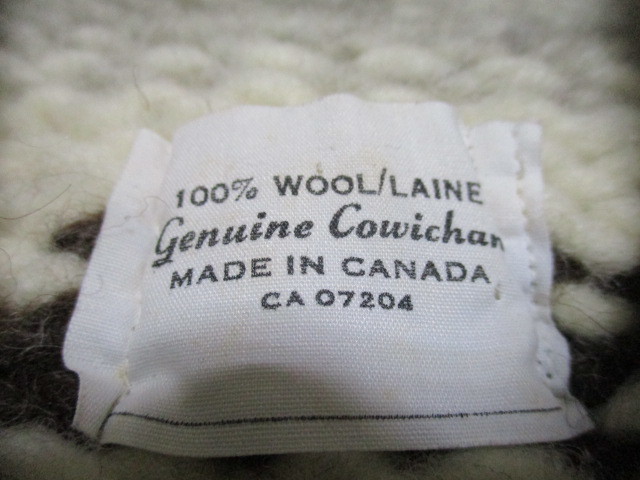 100% WOOL/LAINE
Genuine Cowichan
MADE IN CANADA
CA 07204